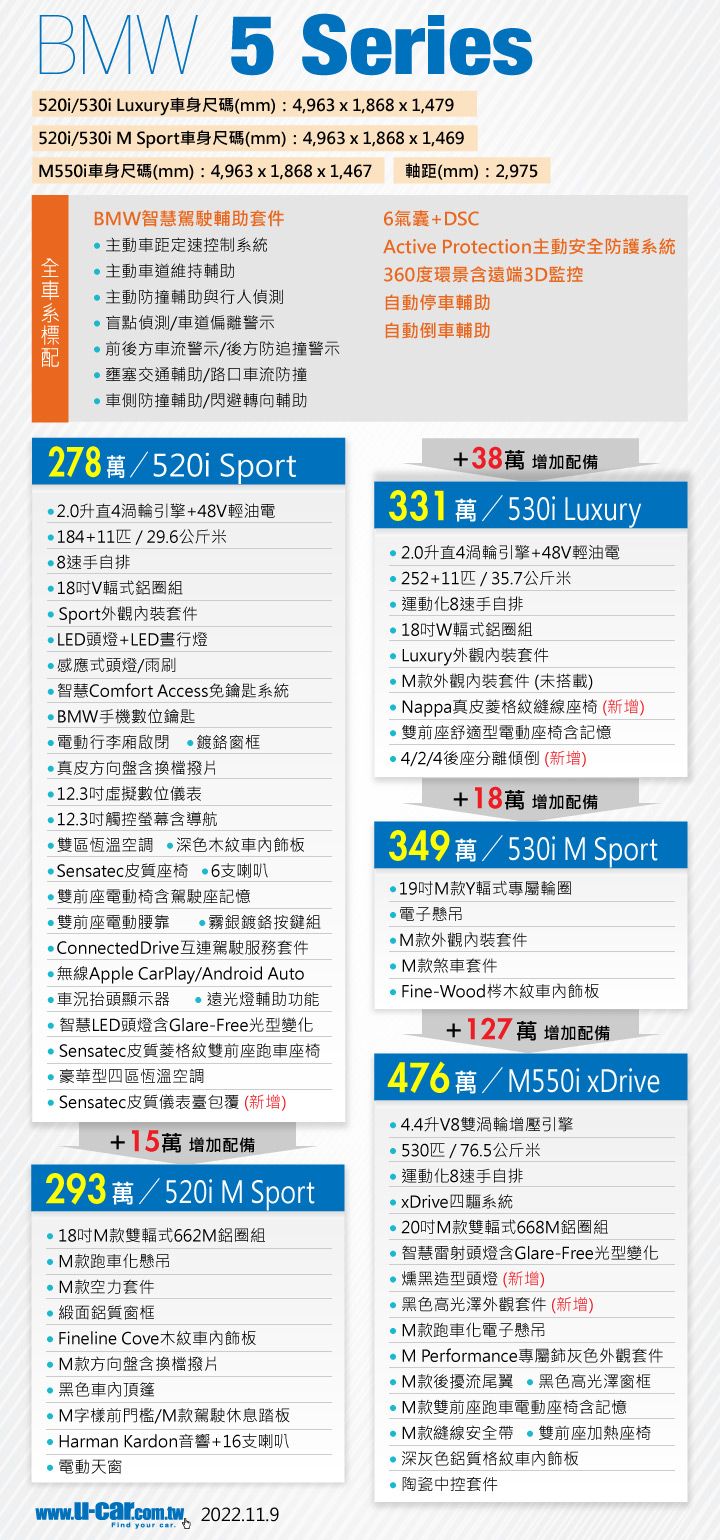 BMW 5 Series
520i/530i Luxury車身尺碼(mm)：4,963 x 1,868 x 1,479
520i/530i M Sport車身尺碼(mm)：4,963 x 1,868 x 1,469
M550i車身尺碼(mm)：4,963 x 1,868 x 1,467
軸距(mm)：2,975
全車系標配
BMW智慧駕駛輔助套件
• 主動車距定速控制系統
• 主動車道維持輔助
• 主動防撞輔助與行人偵測
• 盲點偵測/車道偏離警示
• 前後方車流警示/後方防追撞警示
• 壅塞交通輔助/路口車流防撞
• 車側防撞輔助/閃避轉向輔助
6氣囊+DSC
Active Protection主動安全防護系統
360度環景含遠端3D監控
自動停車輔助
自動倒車輔助
278萬／520i Sport
• 2.0升直4渦輪引擎+48V輕油電
• 184+11匹 / 29.6公斤米
• 8速手自排
• 18吋V輻式鋁圈組
• Sport外觀內裝套件
• LED頭燈+LED晝行燈
• 感應式頭燈/雨刷
• 智慧Comfort Access免鑰匙系統
• BMW手機數位鑰匙
• 電動行李廂啟閉 • 鍍鉻窗框
• 真皮方向盤含換檔撥片
• 12.3吋虛擬數位儀表
• 12.3吋觸控螢幕含導航
• 雙區恆溫空調 • 深色木紋車內飾板
• Sensatec皮質座椅 • 6支喇叭
• 雙前座電動椅含駕駛座記憶
• 雙前座電動腰靠 • 霧銀鍍鉻按鍵組
• ConnectedDrive互連駕駛服務套件
• 無線Apple CarPlay/Android Auto
• 車況抬頭顯示器 • 遠光燈輔助功能
• 智慧LED頭燈含Glare-Free光型變化
• Sensatec皮質菱格紋雙前座跑車座椅
• 豪華型四區恆溫空調
• Sensatec皮質儀表臺包覆 (新增)
+15萬 增加配備
293萬／520i M Sport
• 18吋M款雙輻式662M鋁圈組
• M款跑車化懸吊
• M款空力套件
• 緞面鋁質窗框
• Fineline Cove木紋車內飾板
• M款方向盤含換檔撥片
• 黑色車內頂篷
• M字樣前門檻/M款駕駛休息踏板
• Harman Kardon音響+16支喇叭
• 電動天窗
+38萬 增加配備
331萬／530i Luxury
• 2.0升直4渦輪引擎+48V輕油電
• 252+11匹 / 35.7公斤米
• 運動化8速手自排
• 18吋W輻式鋁圈組
• Luxury外觀內裝套件
• M款外觀內裝套件 (未搭載)
• Nappa真皮菱格紋縫線座椅 (新增)
• 雙前座舒適型電動座椅含記憶
• 4/2/4後座分離傾倒 (新增)
+18萬 增加配備
349萬／530i M Sport
• 19吋M款Y輻式專屬輪圈
• 電子懸吊
• M款外觀內裝套件
• M款煞車套件
• Fine-Wood梣木紋車內飾板
+127萬 增加配備
476萬／M550i xDrive
• 4.4升V8雙渦輪增壓引擎
• 530匹 / 76.5公斤米
• 運動化8速手自排
• xDrive四驅系統
• 20吋M款雙輻式668M鋁圈組
• 智慧雷射頭燈含Glare-Free光型變化
• 燻黑造型頭燈 (新增)
• 黑色高光澤外觀套件 (新增)
• M款跑車化電子懸吊
• M Performance專屬鈰灰色外觀套件
• M款後擾流尾翼 • 黑色高光澤窗框
• M款雙前座跑車電動座椅含記憶
• M款縫線安全帶 • 雙前座加熱座椅
• 深灰色鋁質格紋車內飾板
• 陶瓷中控套件
www.u-car.com.tw
Find your car.
2022.11.9